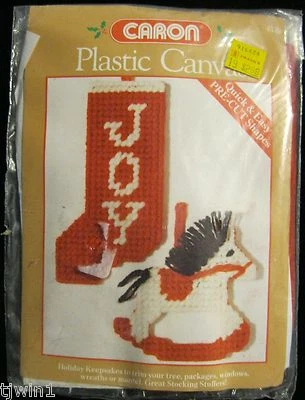 CARON
Plastic Canvas
Quick & Easy
PRE-CUT Shapes
JOY
Holiday Keepsakes to trim your tree, packages, windows,
wreaths or mantel. Great Stocking Stuffers!
tjwin1